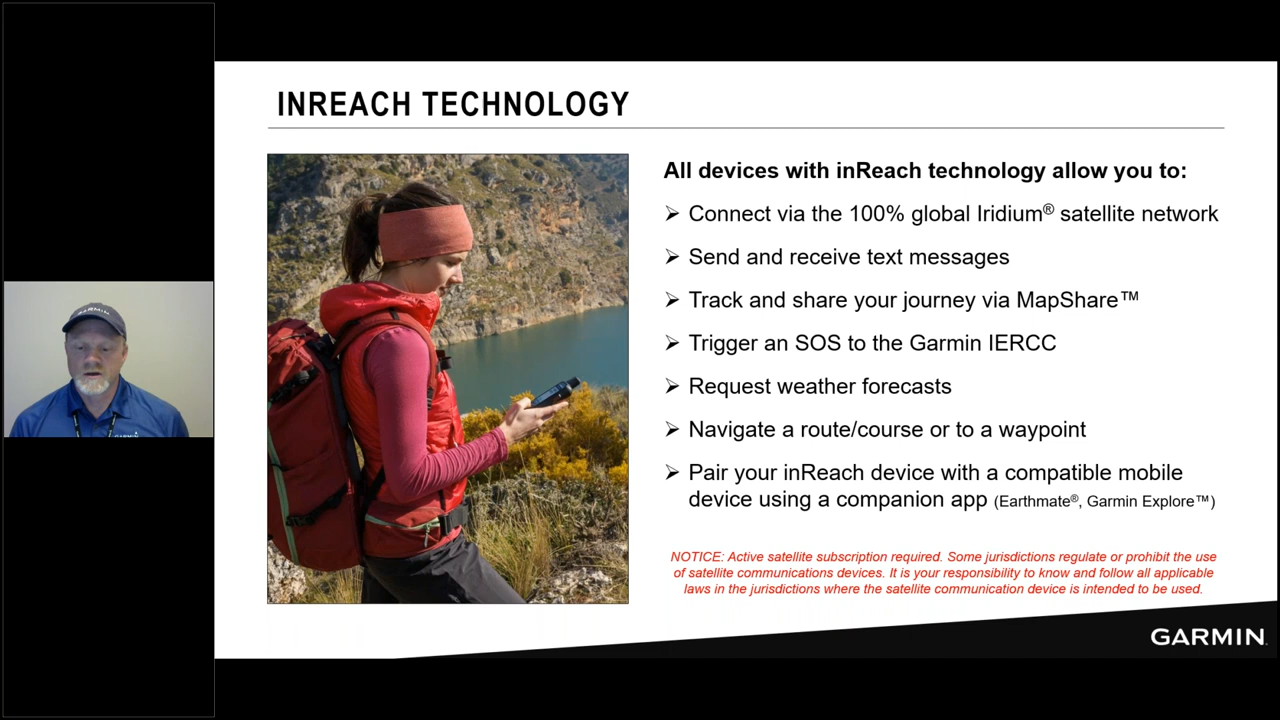 INREACH TECHNOLOGY
All devices with inReach technology allow you to:
➢ Connect via the 100% global Iridium® satellite network
➢ Send and receive text messages
➢ Track and share your journey via MapShare™
➢ Trigger an SOS to the Garmin IERCC
➢ Request weather forecasts
➢ Navigate a route/course or to a waypoint
➢ Pair your inReach device with a compatible mobile
device using a companion app (Earthmate®, Garmin Explore™)
NOTICE: Active satellite subscription required. Some jurisdictions regulate or prohibit the use
of satellite communications devices. It is your responsibility to know and follow all applicable
laws in the jurisdictions where the satellite communication device is intended to be used.
GARMIN
GARMIN
GARMIN